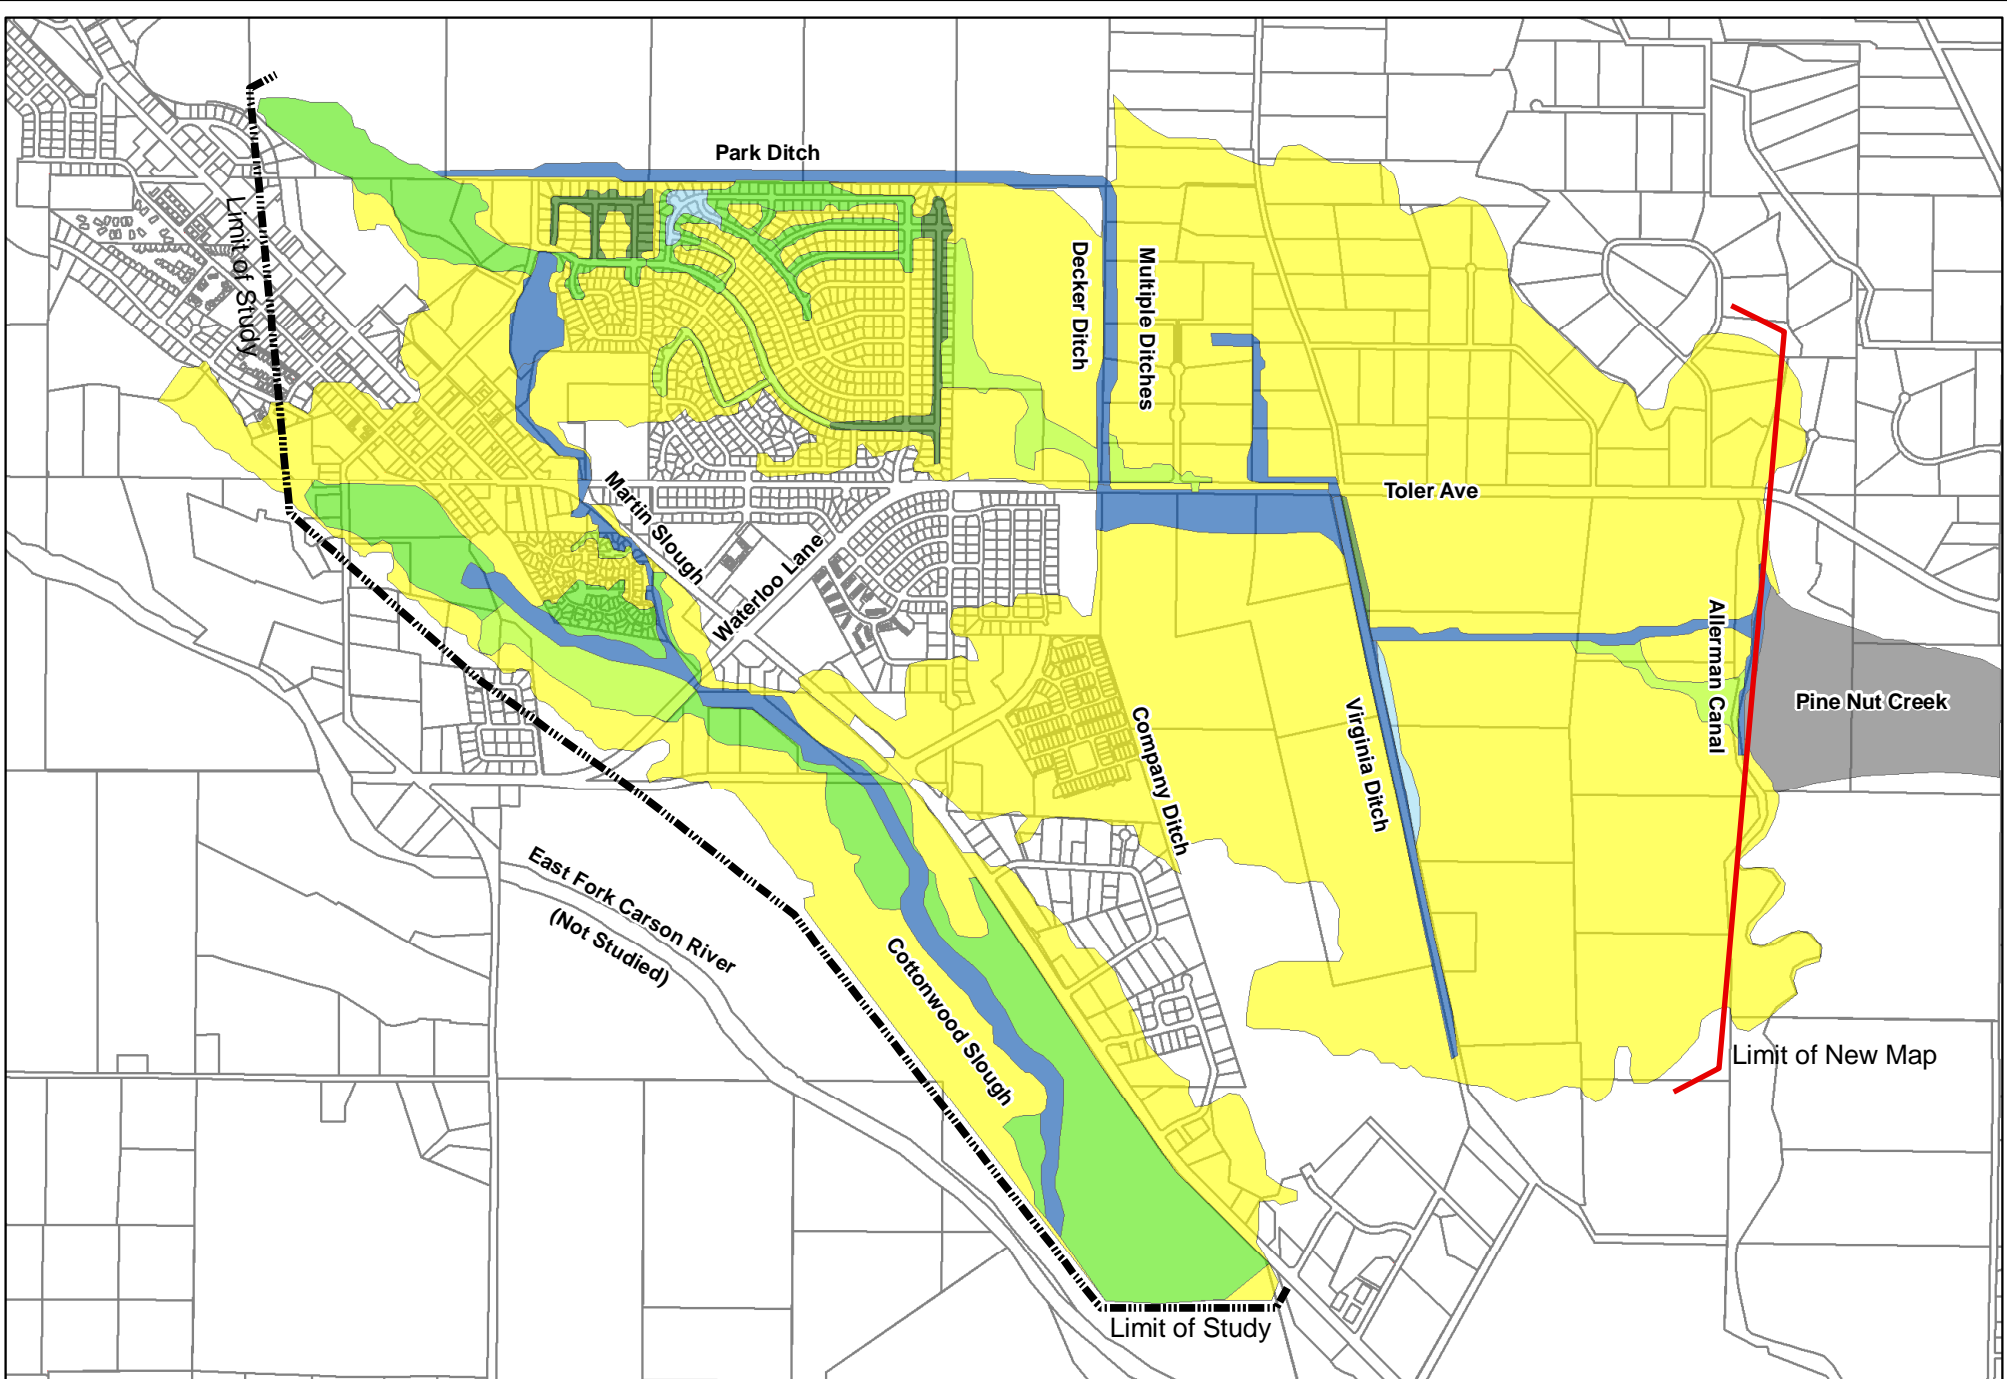 Park Ditch
Limit of Study
Decker Ditch
Multiple Ditches
Toler Ave
Martin Slough
Waterloo Lane
Allerman Canal
Pine Nut Creek
Company Ditch
Virginia Ditch
East Fork Carson River
(Not Studied)
Cottonwood Slough
Limit of New Map
Limit of Study